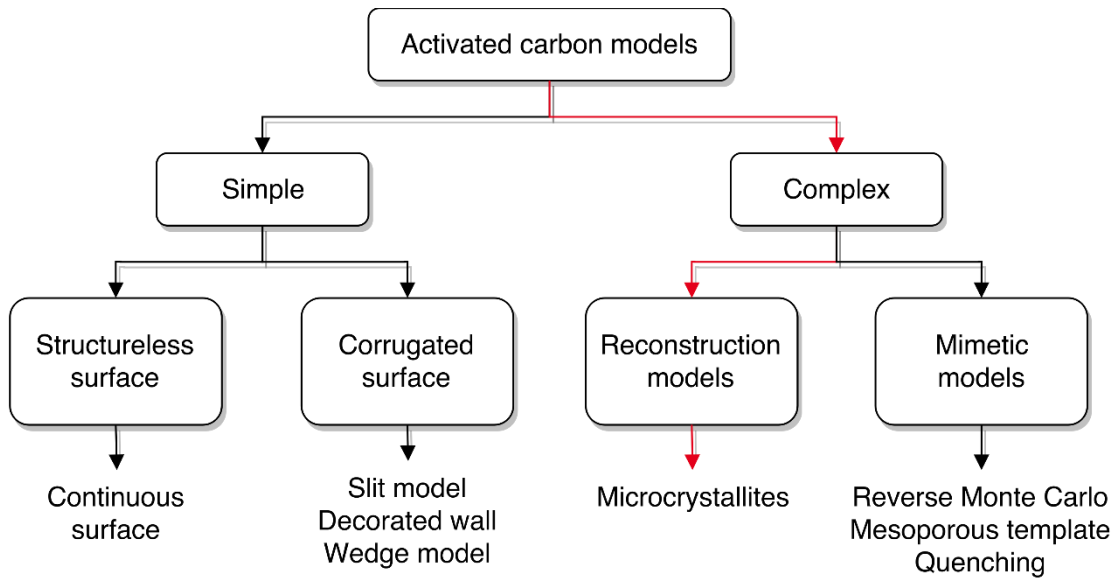 Activated carbon models
Simple
Complex
Structureless
surface
Corrugated
surface
Reconstruction
models
Mimetic
models
Continuous
surface
Slit model
Decorated wall
Wedge model
Microcrystallites
Reverse Monte Carlo
Mesoporous template
Quenching